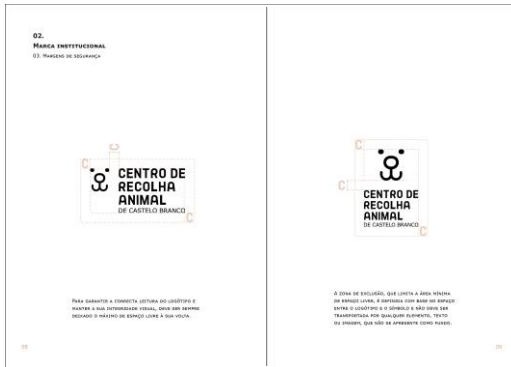 02.
MARCA INSTITUCIONAL
03. MARGENS DE SEGURANÇA
C
C
CENTRO DE
RECOLHA
ANIMAL
DE CASTELO BRANCO
C
PARA GARANTIR A CORRECTA LEITURA DO LOGÓTIPO E
MANTER A SUA INTEGRIDADE VISUAL, DEVE SER SEMPRE
DEIXADO O MÁXIMO DE ESPAÇO LIVRE À SUA VOLTA.
C
C
CENTRO DE
RECOLHA
ANIMAL
DE CASTELO BRANCO
C
A ZONA DE EXCLUSÃO, QUE LIMITA A ÁREA MÍNIMA
DE ESPAÇO LIVRE, É DEFINIDA COM BASE NO ESPAÇO
ENTRE O LOGÓTIPO E O SÍMBOLO E NÃO DEVE SER
TRANSPORTADA POR QUALQUER ELEMENTO, TEXTO
OU IMAGEM, QUE NÃO SE APRESENTE COMO FUNDO.